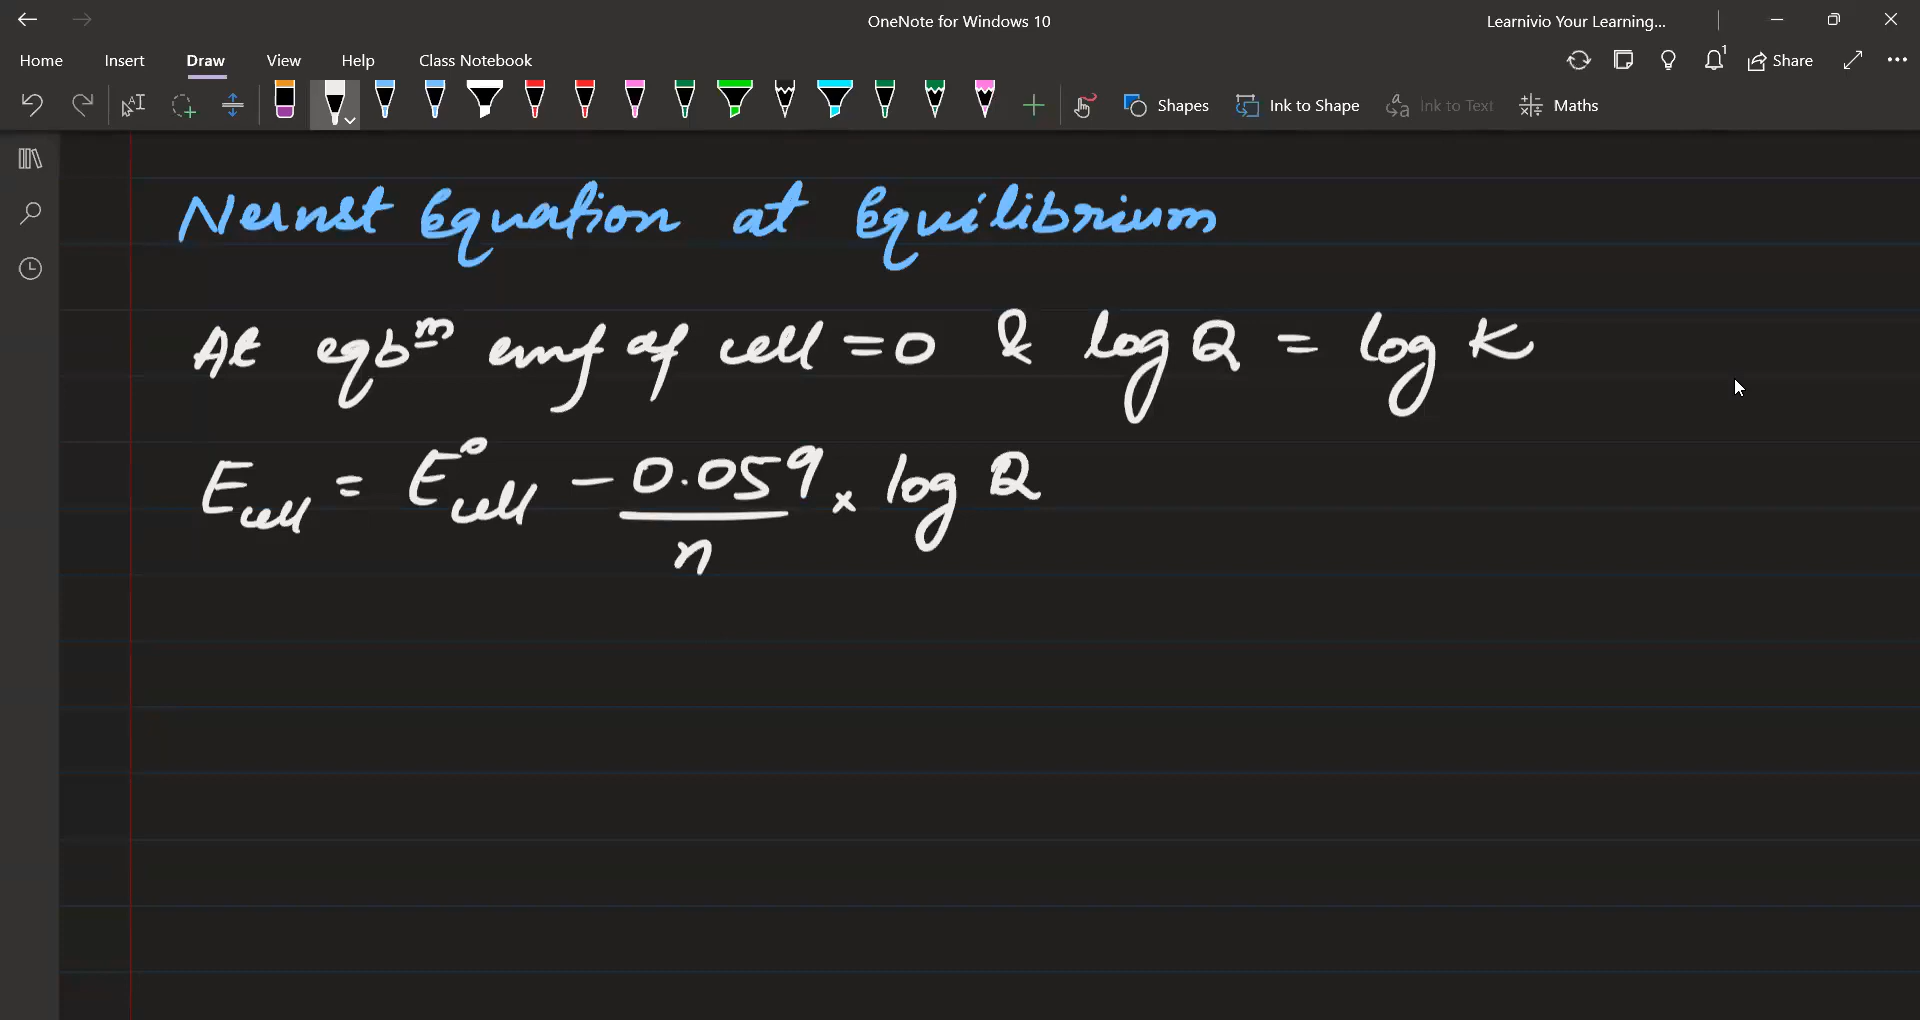 OneNote for Windows 10 Learnivio Your Learning...
Home Insert Draw View Help Class Notebook 1 Share
Shapes Ink to Shape Ink to Text Maths
Nernst Equation at Equilibrium
At eqbᵐ emf of cell = 0 & log Q = log K
E cell = E° cell - 0.059/n × log Q